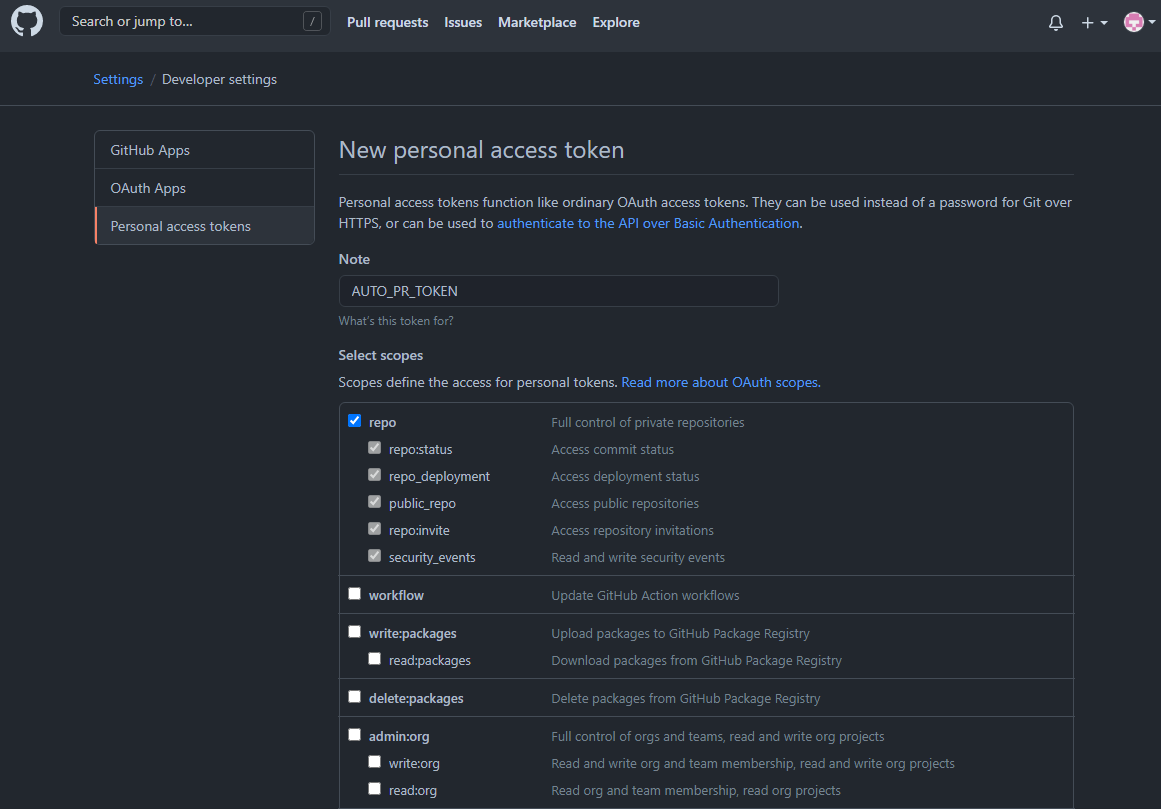 Search or jump to... /
Pull requests Issues Marketplace Explore
Settings / Developer settings
GitHub Apps
OAuth Apps
Personal access tokens
New personal access token
Personal access tokens function like ordinary OAuth access tokens. They can be used instead of a password for Git over
HTTPS, or can be used to authenticate to the API over Basic Authentication.
Note
AUTO_PR_TOKEN
What's this token for?
Select scopes
Scopes define the access for personal tokens. Read more about OAuth scopes.
repo Full control of private repositories
repo:status Access commit status
repo_deployment Access deployment status
public_repo Access public repositories
repo:invite Access repository invitations
security_events Read and write security events
workflow Update GitHub Action workflows
write:packages Upload packages to GitHub Package Registry
read:packages Download packages from GitHub Package Registry
delete:packages Delete packages from GitHub Package Registry
admin:org Full control of orgs and teams, read and write org projects
write:org Read and write org and team membership, read and write org projects
read:org Read org and team membership, read org projects